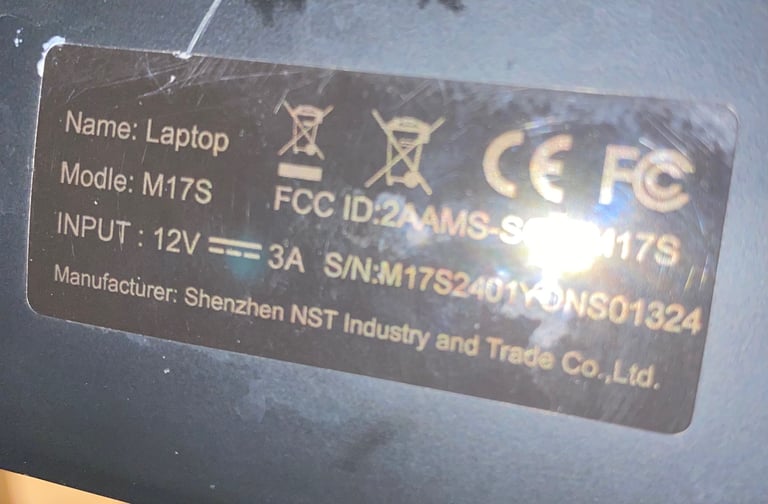 Name: Laptop
CE FC
Modle: M17S
FCC ID:2AAMS-
INPUT : 12V 3A S/N:M17S2401
Manufacturer: Shenzhen NST Industry and Trade Co.,Ltd.